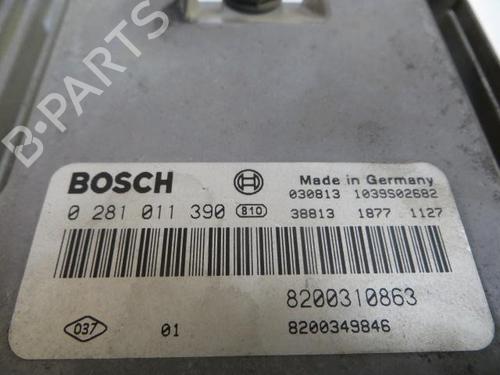 B-PARTS
BOSCH
Made in Germany
030813 1039S02682
0 281 011 390 810
38813 1877 1127
8200310863
037 01 8200349846